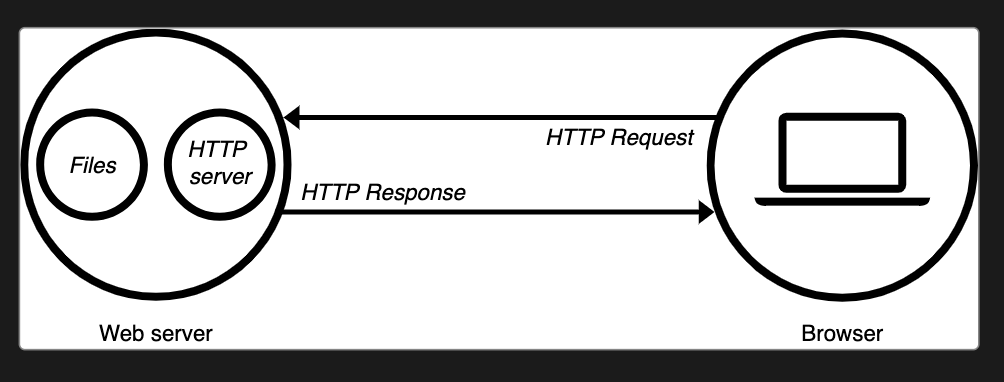 Files
HTTP
server
HTTP Request
HTTP Response
Web server
Browser